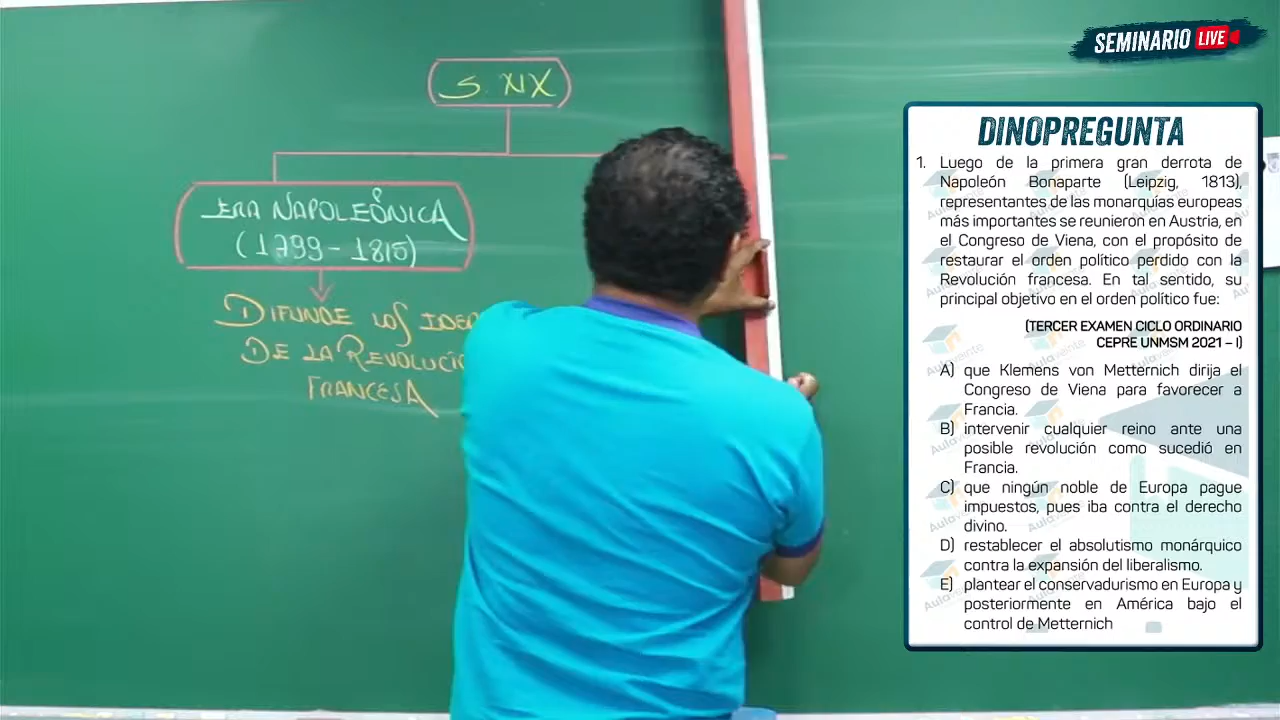 SEMINARIO LIVE
S. XIX
ERA NAPOLEÓNICA
(1799 - 1815)
DIFUNDE LOS
DE LA
FRANCESA
DINOPREGUNTA
1. Luego de la primera gran derrota de
Napoleón Bonaparte (Leipzig, 1813),
representantes de las monarquías europeas
más importantes se reunieron en Austria, en
el Congreso de Viena, con el propósito de
restaurar el orden político perdido con la
Revolución francesa. En tal sentido, su
principal objetivo en el orden político fue:
(TERCER EXAMEN CICLO ORDINARIO
CEPRE UNMSM 2021 – I)
A) que Klemens von Metternich dirija el
Congreso de Viena para favorecer a
Francia.
B) intervenir cualquier reino ante una
posible revolución como sucedió en
Francia.
C) que ningún noble de Europa pague
impuestos, pues iba contra el derecho
divino.
D) restablecer el absolutismo monárquico
contra la expansión del liberalismo.
E) plantear el conservadurismo en Europa y
posteriormente en América bajo el
control de Metternich